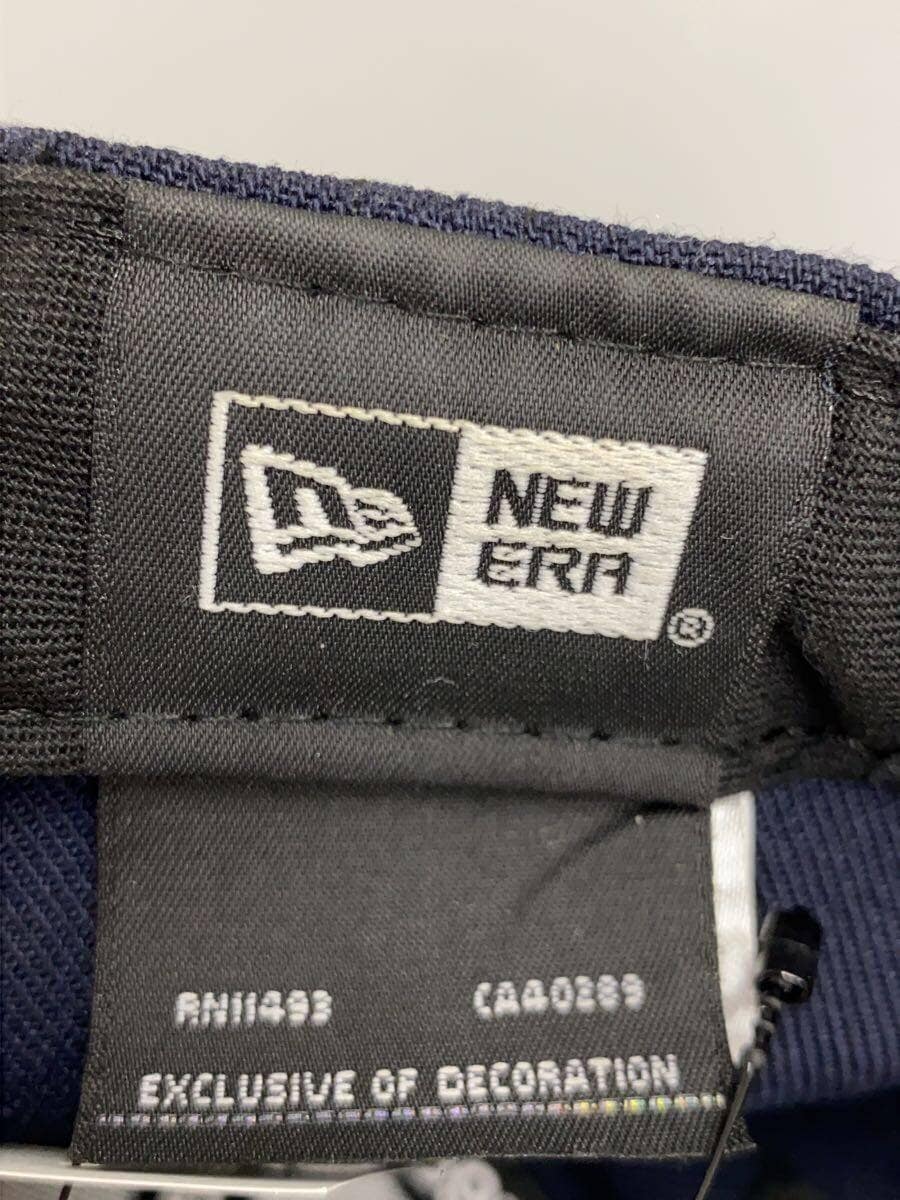 NEW
ERA
®
RN11493 CA40289
EXCLUSIVE OF DECORATION